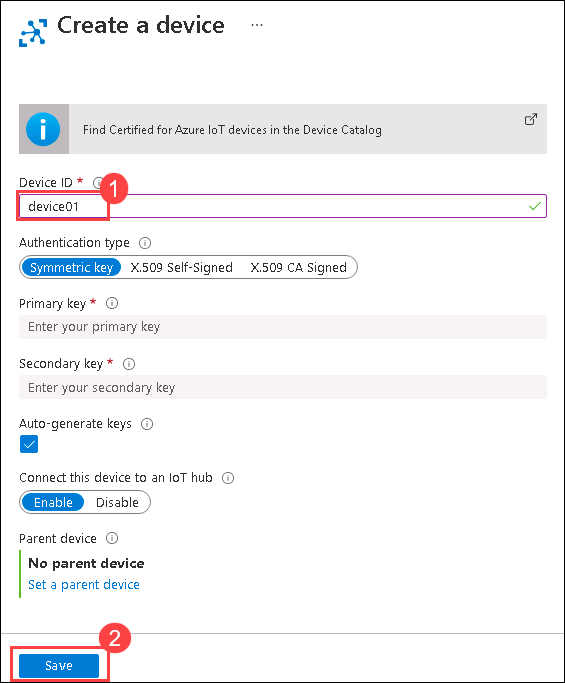 Create a device ...
Find Certified for Azure IoT devices in the Device Catalog
Device ID *
1
device01
Authentication type
Symmetric key X.509 Self-Signed X.509 CA Signed
Primary key *
Enter your primary key
Secondary key *
Enter your secondary key
Auto-generate keys
Connect this device to an IoT hub
Enable Disable
Parent device
No parent device
Set a parent device
2
Save